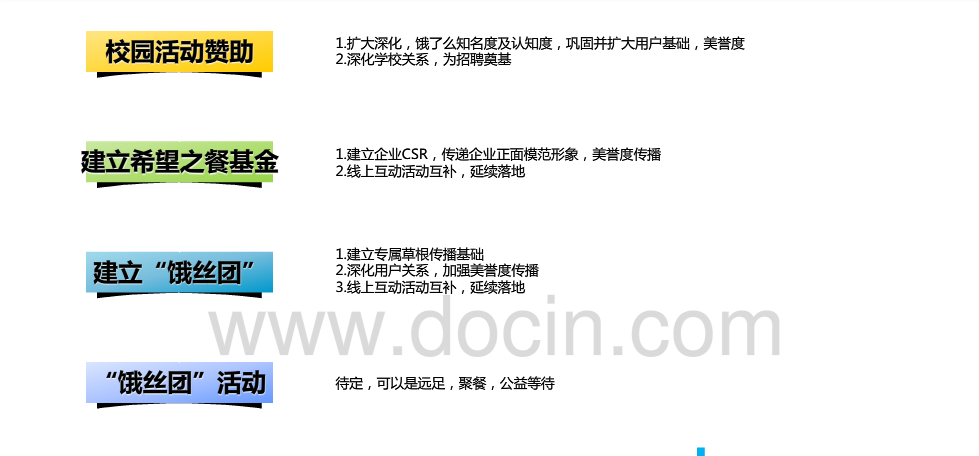 校园活动赞助
1.扩大深化，饿了么知名度及认知度，巩固并扩大用户基础，美誉度
2.深化学校关系，为招聘奠基
建立希望之餐基金
1.建立企业CSR，传递企业正面模范形象，美誉度传播
2.线上互动活动互补，延续落地
建立“饿丝团”
1.建立专属草根传播基础
2.深化用户关系，加强美誉度传播
3.线上互动活动互补，延续落地
www.docin.com
“饿丝团”活动
待定，可以是远足，聚餐，公益等待